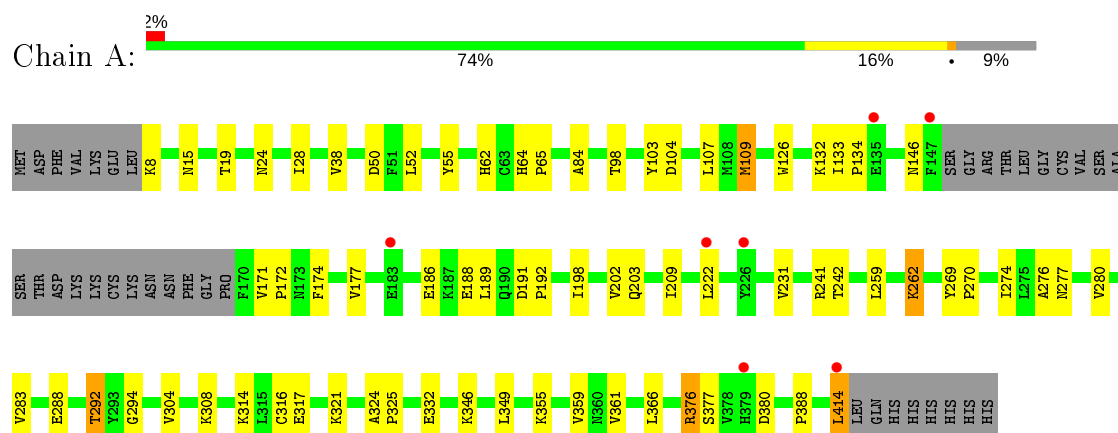 2%
Chain A:
74% 16% • 9%
MET ASP PHE VAL LYS GLU LEU K8 N15 T19 N24 I28 V38 D50 F51 L52 Y55 H62 C63 H64 P65 A84 T98 Y103 D104 L107 M108 M109 W126 K132 I133 P134 E135 N146 F147 SER GLY ARG THR LEU GLY CYS VAL SER ALA
SER THR ASP LYS LYS CYS LYS ASN ASN PHE GLY PRO F170 V171 P172 N173 F174 V177 E183 E186 K187 E188 L189 Q190 D191 P192 I198 V202 Q203 I209 L222 Y226 V231 R241 T242 L259 K262 Y269 P270 I274 L275 A276 N277 V280
V283 E288 T292 Y293 G294 V304 K308 K314 L315 C316 E317 K321 A324 P325 E332 K346 L349 K355 V359 N360 V361 L366 R376 S377 V378 H379 D380 P388 L414 LEU GLN HIS HIS HIS HIS HIS HIS